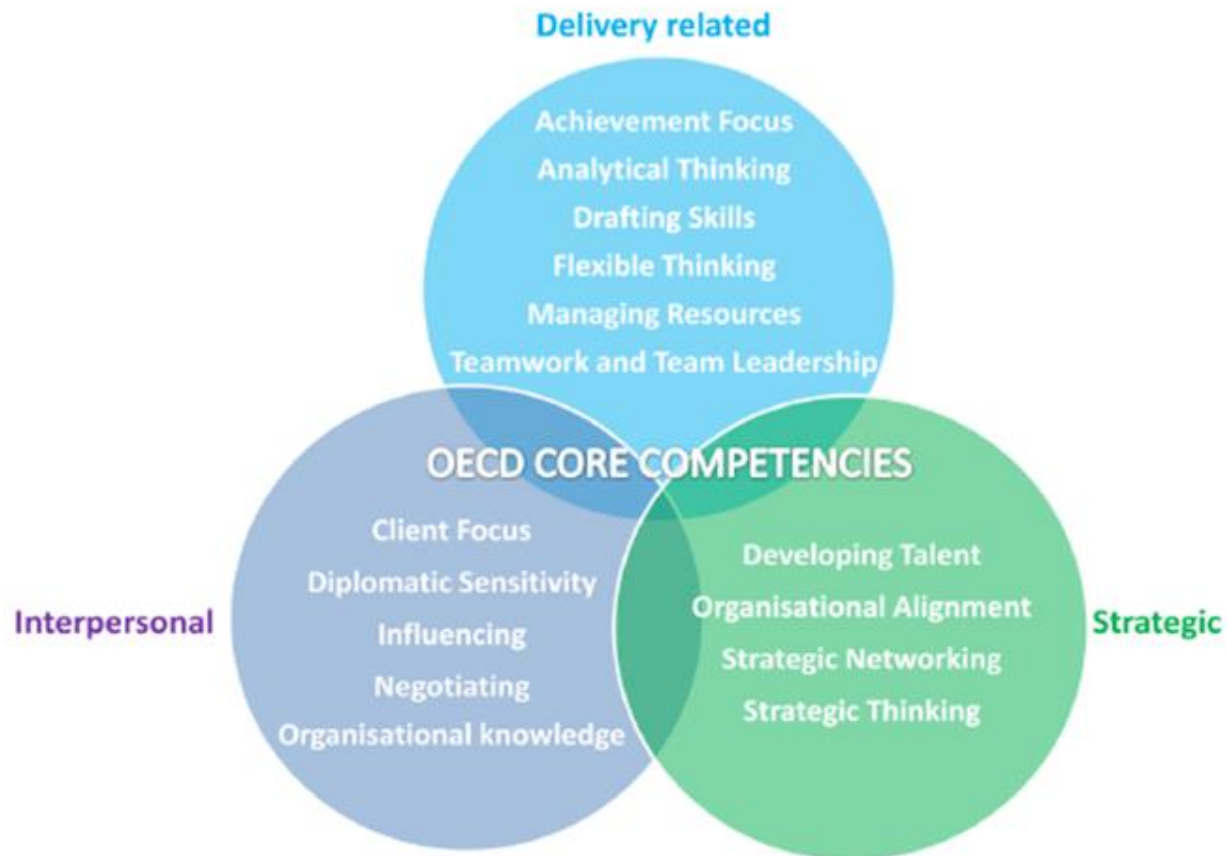 Delivery related
Achievement Focus
Analytical Thinking
Drafting Skills
Flexible Thinking
Managing Resources
Teamwork and Team Leadership
OECD CORE COMPETENCIES
Interpersonal
Client Focus
Diplomatic Sensitivity
Influencing
Negotiating
Organisational knowledge
Developing Talent
Organisational Alignment
Strategic Networking
Strategic Thinking
Strategic